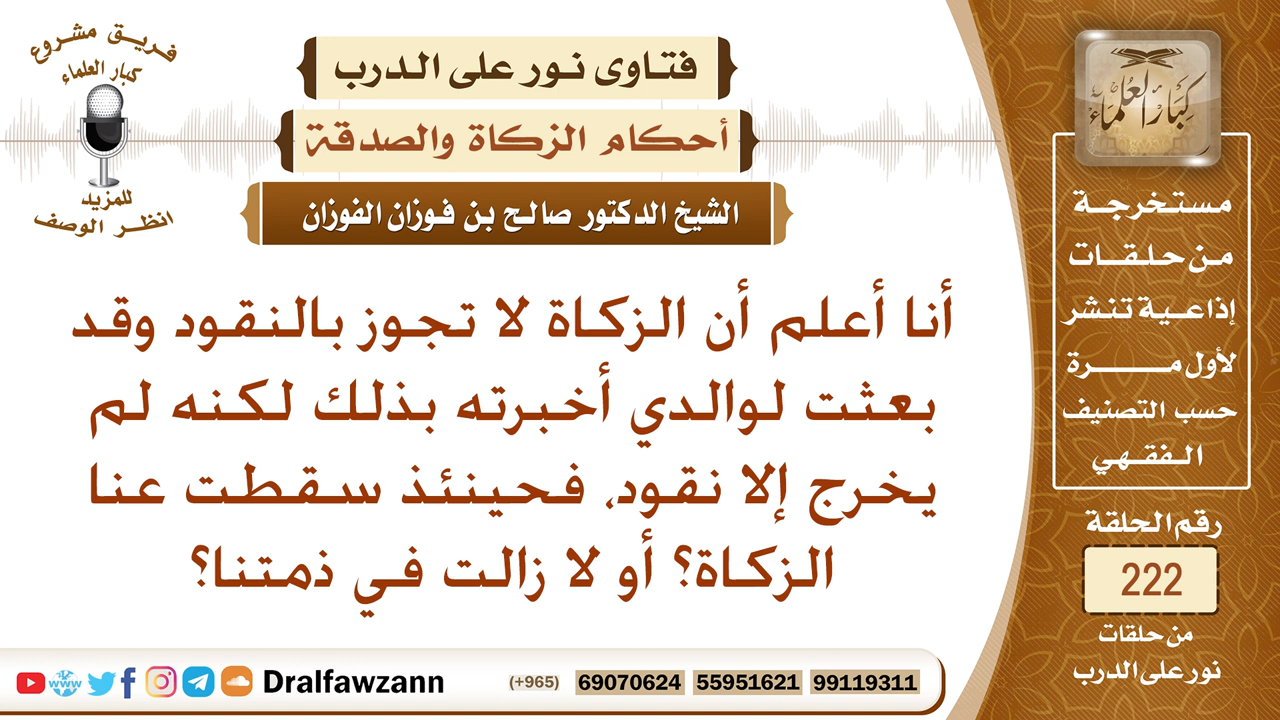 فريق مشروع
كبار العلماء
للمزيد
انظر الوصف
فتاوى نور على الدرب
أحكام الزكاة والصدقة
الشيخ الدكتور صالح بن فوزان الفوزان
أنا أعلم أن الزكاة لا تجوز بالنقود وقد
بعثت لوالدي أخبرته بذلك لكنه لم
يخرج إلا نقود، فحينئذ سقطت عنا
الزكاة؟ أو لا زالت في ذمتنا؟
كبار العلماء
مستخرجة
من حلقات
إذاعية تنشر
لأول مرة
حسب التصنيف
الفقهي
رقم الحلقة
222
من حلقات
نور على الدرب
www Dralfawzann (+965) 69070624 55951621 99119311